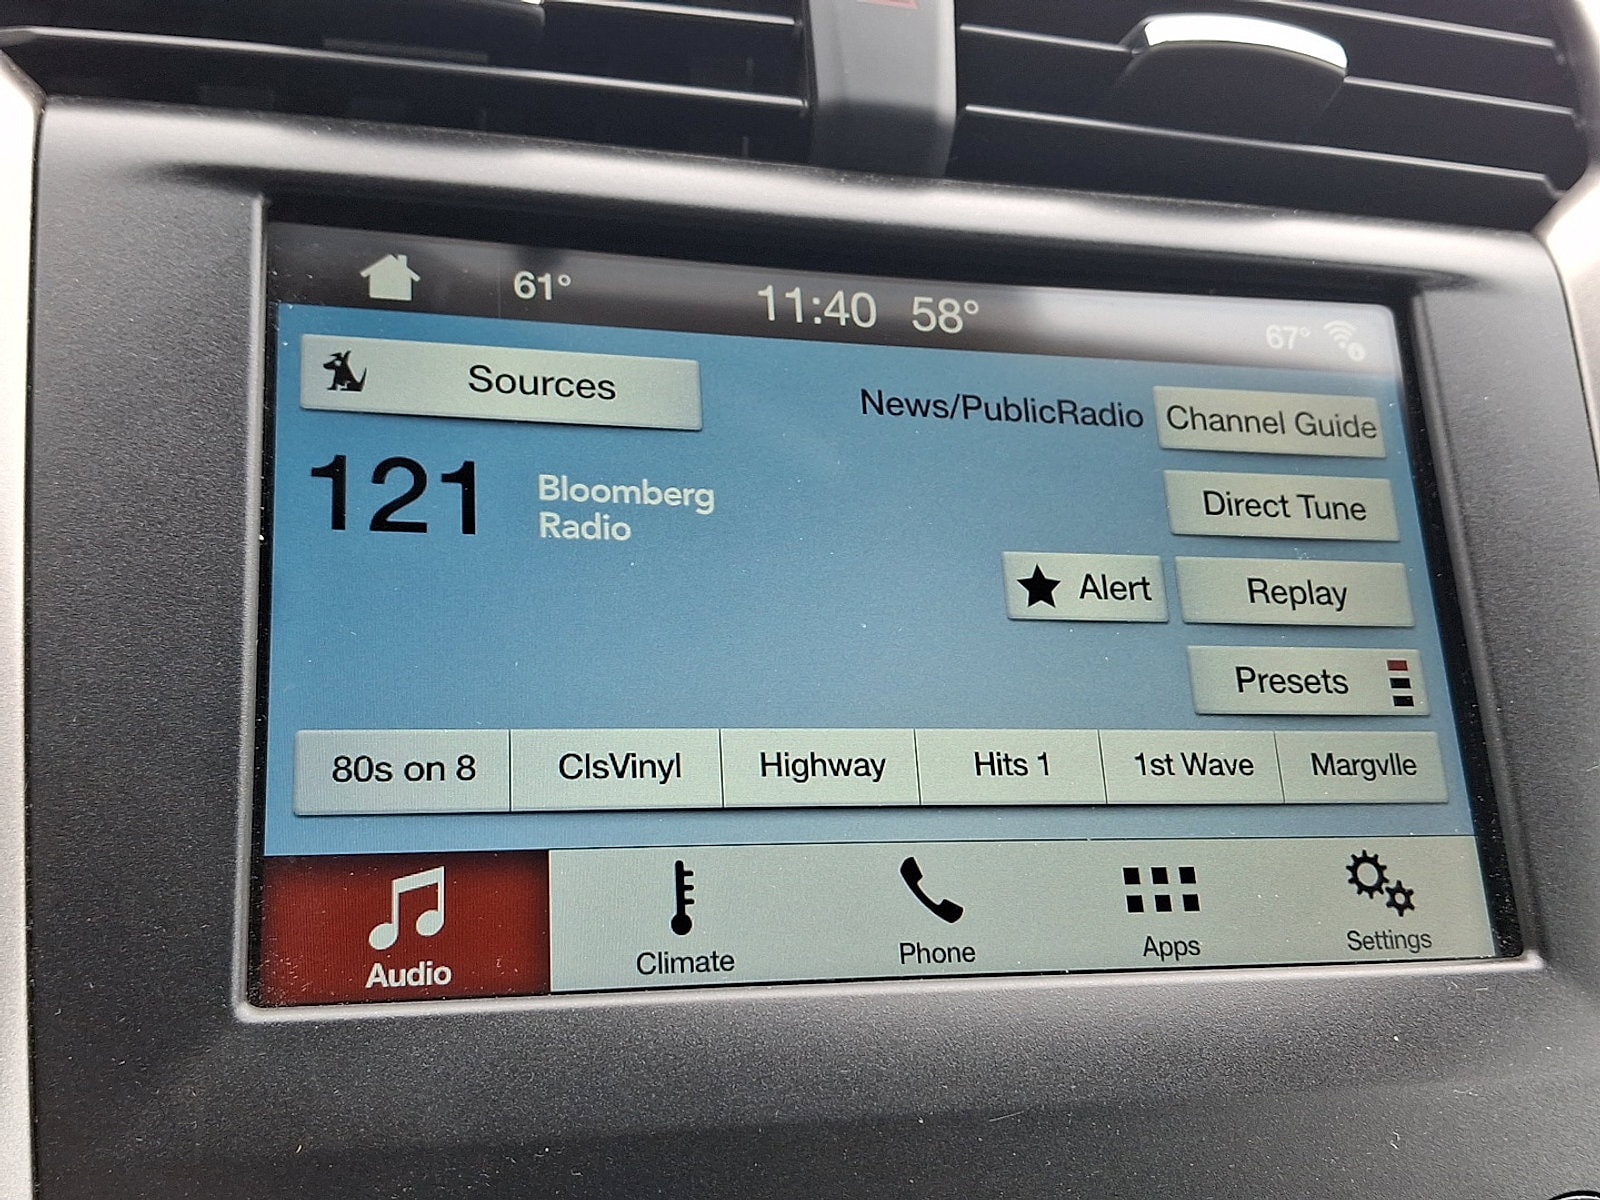 61° 11:40 58° 67°
Sources
News/PublicRadio Channel Guide
121 Bloomberg
Radio
Direct Tune
Alert Replay
Presets
80s on 8 ClsVinyl Highway Hits 1 1st Wave Margvlle
Audio Climate Phone Apps Settings